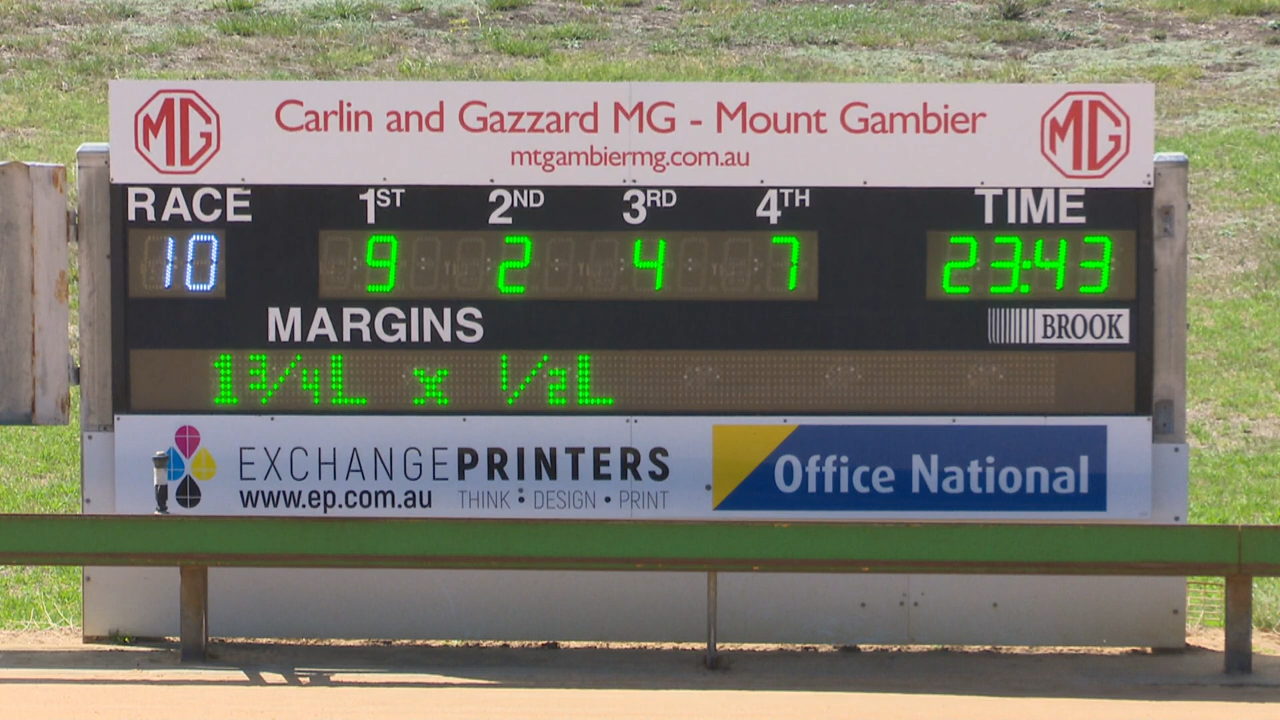 MG Carlin and Gazzard MG - Mount Gambier MG
mtgambiermg.com.au
RACE 1ST 2ND 3RD 4TH TIME
10 9 2 4 7 23:43
MARGINS BROOK
1¾L x ½L
EXCHANGEPRINTERS Office National
www.ep.com.au THINK • DESIGN • PRINT